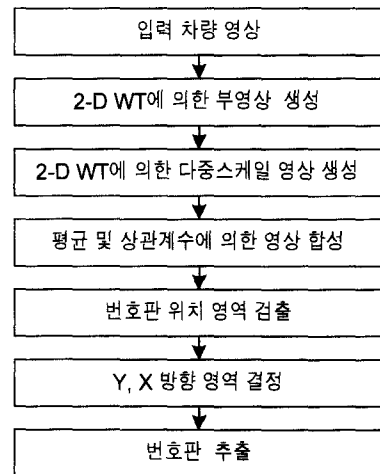 입력 차량 영상
2-D WT에 의한 부영상 생성
2-D WT에 의한 다중스케일 영상 생성
평균 및 상관계수에 의한 영상 합성
번호판 위치 영역 검출
Y, X 방향 영역 결정
번호판 추출